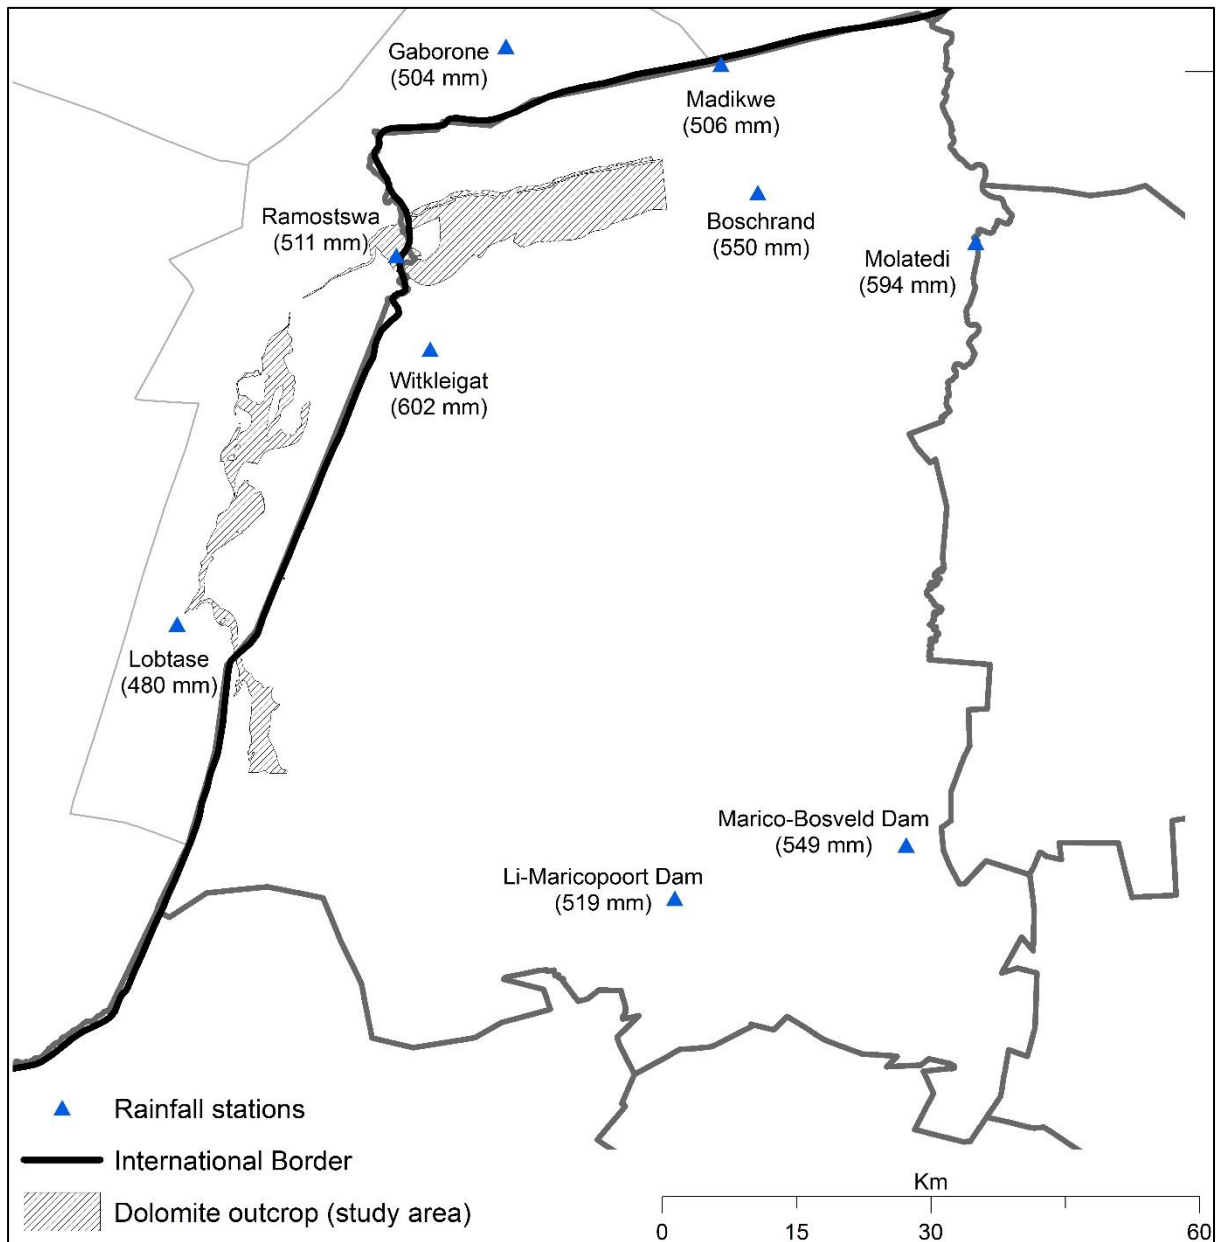 Gaborone
(504 mm)
Madikwe
(506 mm)
Ramostswa
(511 mm)
Boschrand
(550 mm)
Molatedi
(594 mm)
Witkleigat
(602 mm)
Lobtase
(480 mm)
Marico-Bosveld Dam
(549 mm)
Li-Maricopoort Dam
(519 mm)
Rainfall stations
International Border
Dolomite outcrop (study area)
Km
0 15 30 60